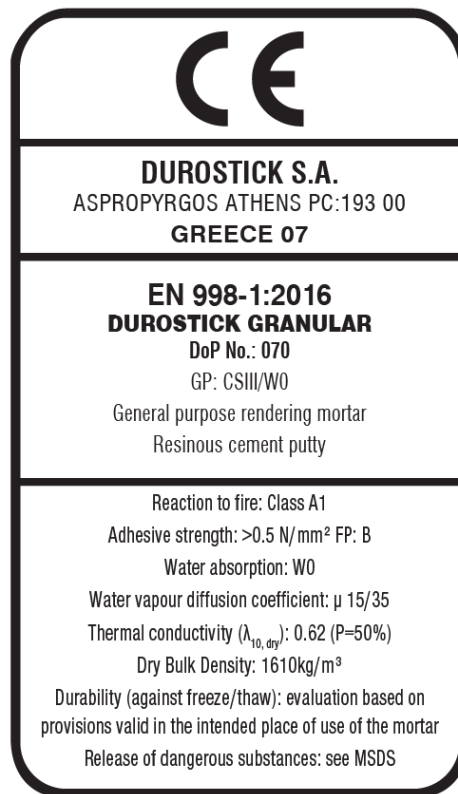 CE
DUROSTICK S.A.
ASPROPYRGOS ATHENS PC:193 00
GREECE 07
EN 998-1:2016
DUROSTICK GRANULAR
DoP No.: 070
GP: CSIII/W0
General purpose rendering mortar
Resinous cement putty
Reaction to fire: Class A1
Adhesive strength: >0.5 N/mm² FP: B
Water absorption: W0
Water vapour diffusion coefficient: μ 15/35
Thermal conductivity (λ10, dry): 0.62 (P=50%)
Dry Bulk Density: 1610kg/m³
Durability (against freeze/thaw): evaluation based on
provisions valid in the intended place of use of the mortar
Release of dangerous substances: see MSDS